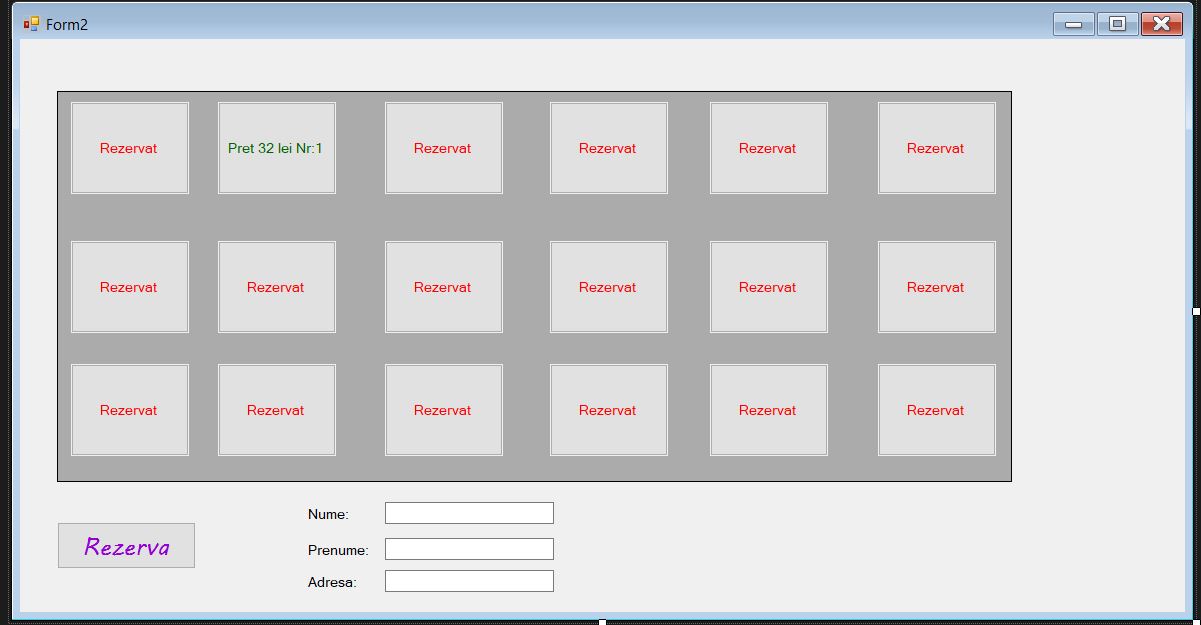 Form2
Rezervat Pret 32 lei Nr:1 Rezervat Rezervat Rezervat Rezervat
Rezervat Rezervat Rezervat Rezervat Rezervat Rezervat
Rezervat Rezervat Rezervat Rezervat Rezervat Rezervat
Nume:
Rezerva
Prenume:
Adresa: